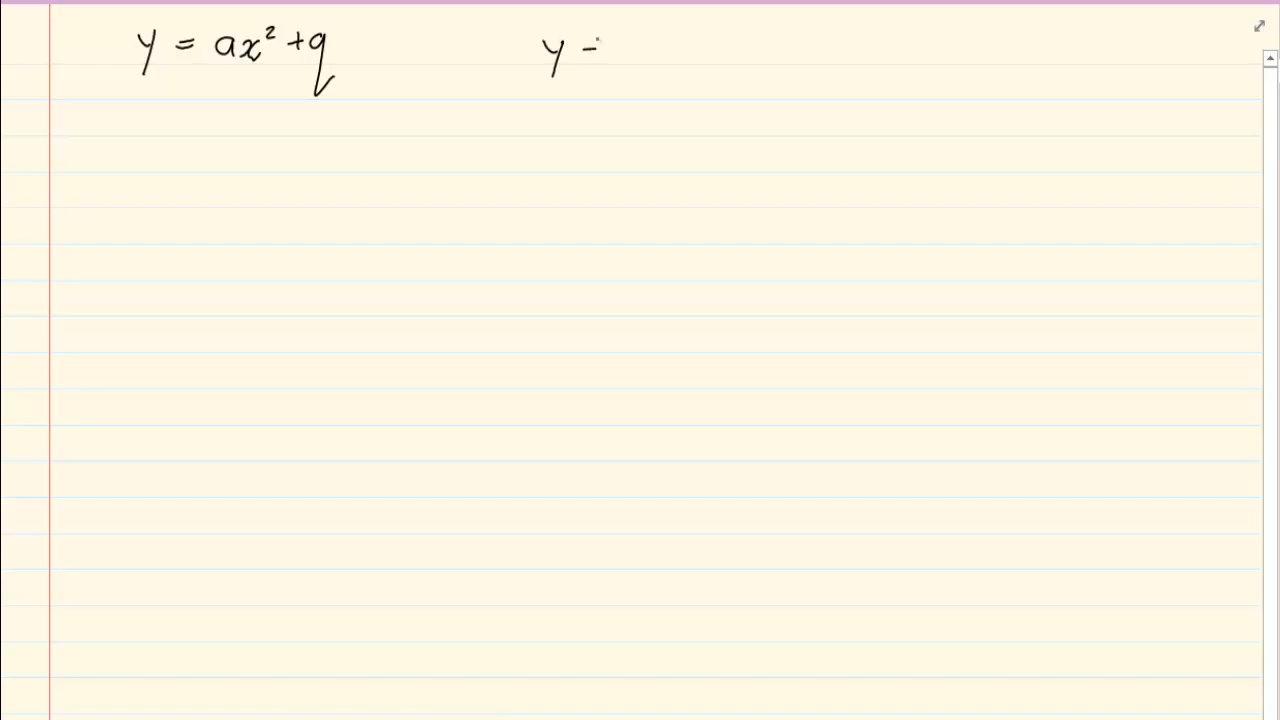 y = ax² + q y -